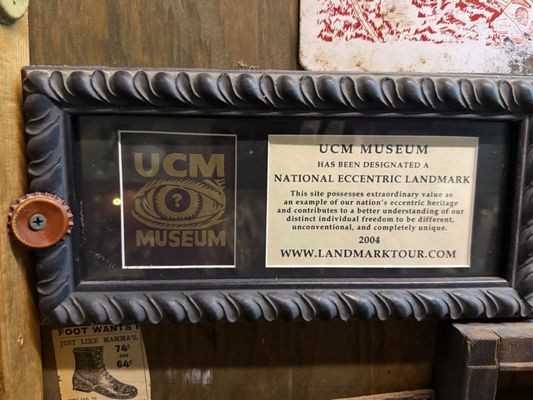 UCM
?
MUSEUM
UCM MUSEUM
HAS BEEN DESIGNATED A
NATIONAL ECCENTRIC LANDMARK
This site possesses extraordinary value as
an example of our nation's eccentric heritage
and contributes to a better understanding of our
distinct individual freedom to be different,
unconventional, and completely unique.
2004
WWW.LANDMARKTOUR.COM
FOOT WANTS
JUST LIKE MAMMA'S.
74¢
AND
64¢